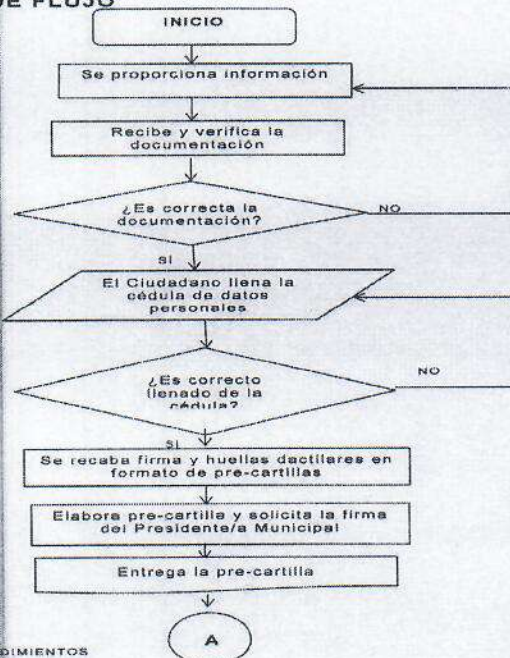 DE FLUJO
INICIO
Se proporciona información
Recibe y verifica la
documentación
¿Es correcta la
documentación?
NO
SI
El Ciudadano llena la
cédula de datos
personales
¿Es correcto
llenado de la
cédula?
NO
SI
Se recaba firma y huellas dactilares en
formato de pre-cartillas
Elabora pre-cartilla y solicita la firma
del Presidente/a Municipal
Entrega la pre-cartilla
A
DIMIENTOS